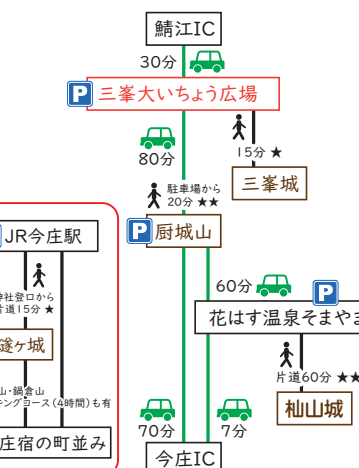 鯖江IC
30分
P 三峯大いちょう広場
80分
15分 ★
三峯城
駐車場から
20分 ★★
P 厨城山
JR今庄駅
神社登口から
片道15分 ★
燧ヶ城
山・鍋倉山
キングコース(4時間)も有
庄宿の町並み
60分
P
花はす温泉そまやま
片道60分 ★★
杣山城
70分
7分
今庄IC